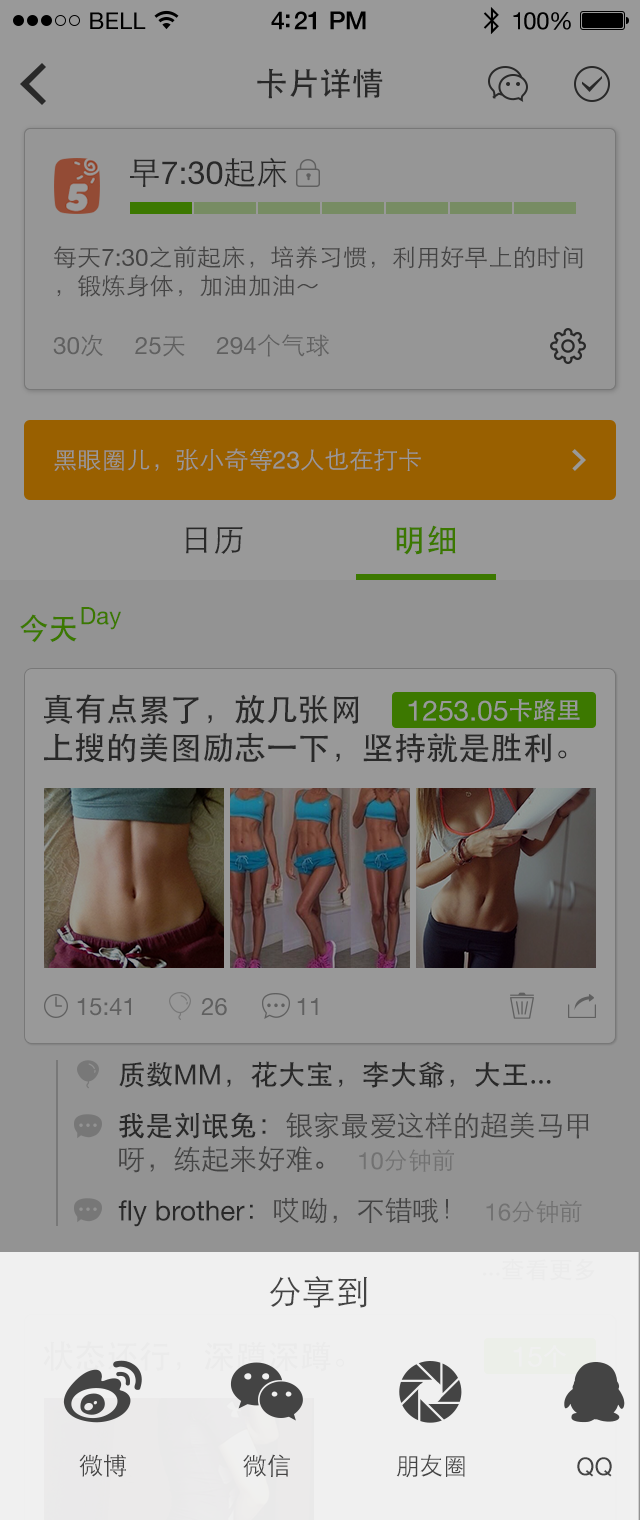 BELL 4:21 PM 100%
卡片详情
5
早7:30起床
每天7:30之前起床，培养习惯，利用好早上的时间
，锻炼身体，加油加油～
30次 25天 294个气球
黑眼圈儿，张小奇等23人也在打卡
日历 明细
今天Day
真有点累了，放几张网 1253.05卡路里
上搜的美图励志一下，坚持就是胜利。
15:41 26 11
质数MM，花大宝，李大爺，大王...
我是刘氓兔：银家最爱这样的超美马甲
呀，练起来好难。 10分钟前
fly brother：哎呦，不错哦！ 16分钟前
...查看更多
分享到
状态还行，深蹲深蹲。 15个
微博 微信 朋友圈 QQ